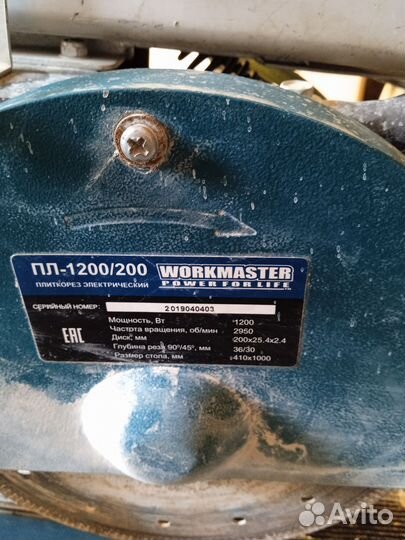 ПЛ-1200/200
ПЛИТКОРЕЗ ЭЛЕКТРИЧЕСКИЙ
WORKMASTER
POWER FOR LIFE
СЕРИЙНЫЙ НОМЕР: 2019040403
EAC
Мощность, Вт 1200
Частрта вращения, об/мин 2950
Диск, мм 200x25.4x2.4
Глубина реза 90°/45°, мм 36/30
Размер стола, мм 410x1000
Avito